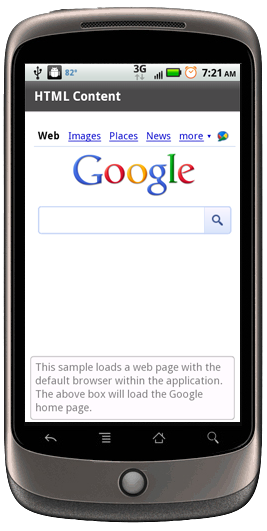 82° 3G 7:21 AM
HTML Content
Web Images Places News more
Google
This sample loads a web page with the
default browser within the application.
The above box will load the Google
home page.